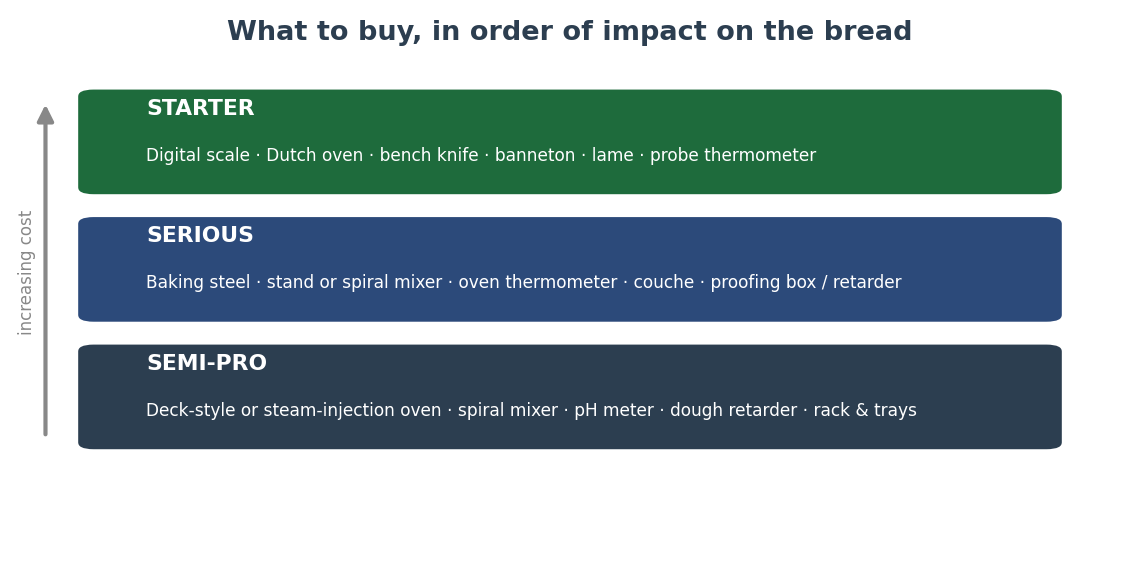 What to buy, in order of impact on the bread
STARTER
Digital scale · Dutch oven · bench knife · banneton · lame · probe thermometer
SERIOUS
Baking steel · stand or spiral mixer · oven thermometer · couche · proofing box / retarder
SEMI-PRO
Deck-style or steam-injection oven · spiral mixer · pH meter · dough retarder · rack & trays
increasing cost